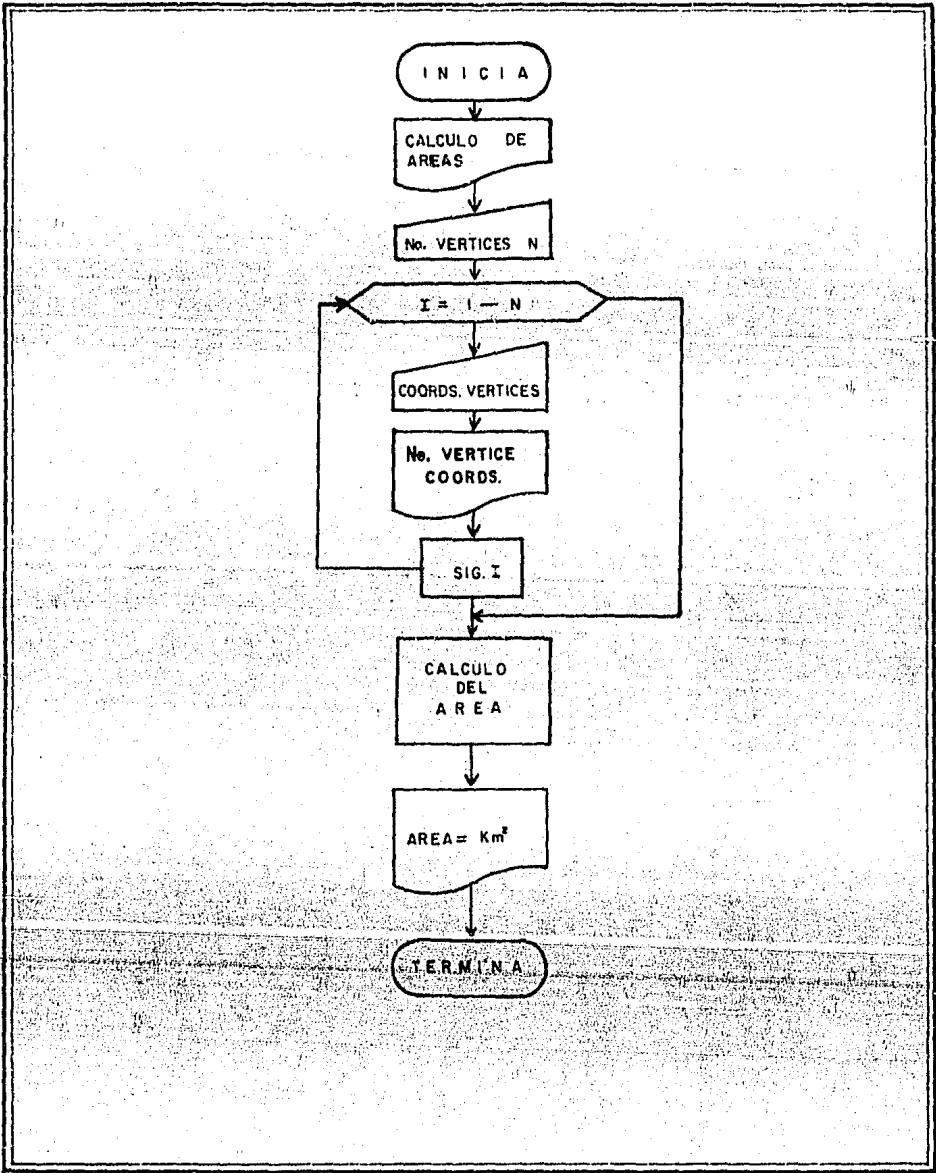 INICIA
CALCULO DE
AREAS
No. VERTICES N
I = 1 — N
COORDS. VERTICES
No. VERTICE
COORDS.
SIG. I
CALCULO
DEL
AREA
AREA = Km²
TERMINA